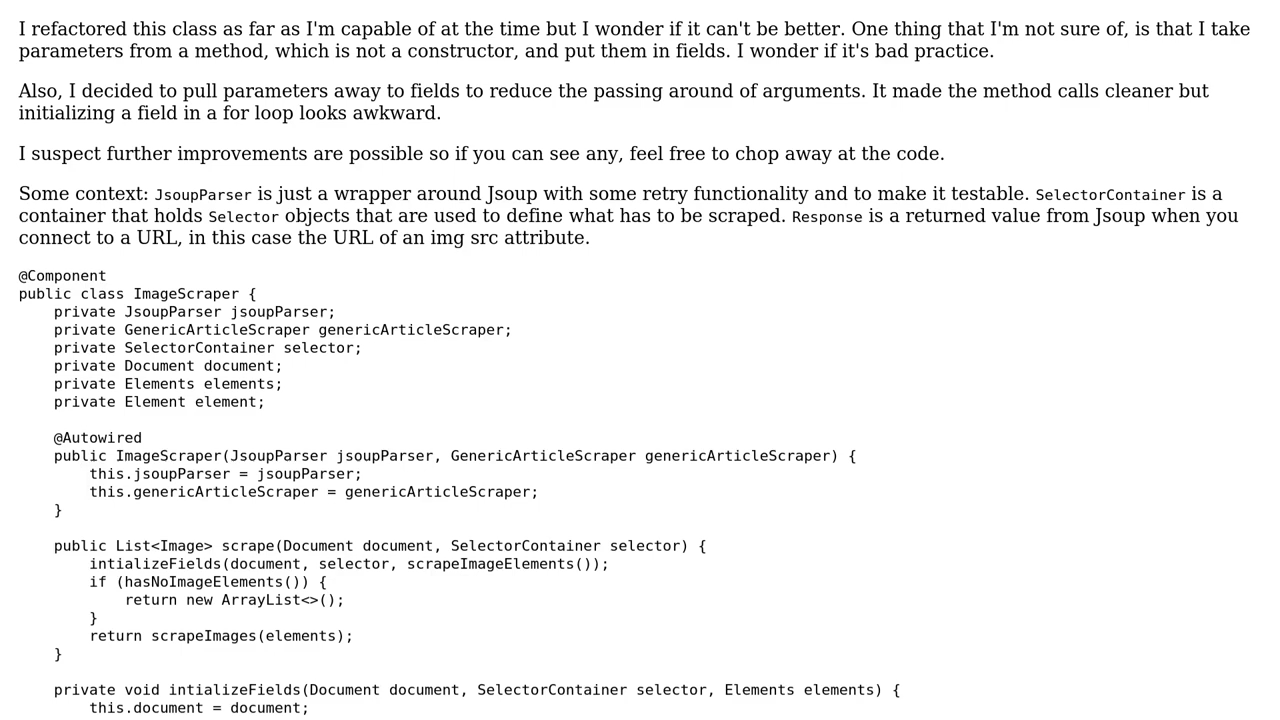 I refactored this class as far as I'm capable of at the time but I wonder if it can't be better. One thing that I'm not sure of, is that I take
parameters from a method, which is not a constructor, and put them in fields. I wonder if it's bad practice.
Also, I decided to pull parameters away to fields to reduce the passing around of arguments. It made the method calls cleaner but
initializing a field in a for loop looks awkward.
I suspect further improvements are possible so if you can see any, feel free to chop away at the code.
Some context: JsoupParser is just a wrapper around Jsoup with some retry functionality and to make it testable. SelectorContainer is a
container that holds Selector objects that are used to define what has to be scraped. Response is a returned value from Jsoup when you
connect to a URL, in this case the URL of an img src attribute.
@Component
public class ImageScraper {
    private JsoupParser jsoupParser;
    private GenericArticleScraper genericArticleScraper;
    private SelectorContainer selector;
    private Document document;
    private Elements elements;
    private Element element;
    @Autowired
    public ImageScraper(JsoupParser jsoupParser, GenericArticleScraper genericArticleScraper) {
        this.jsoupParser = jsoupParser;
        this.genericArticleScraper = genericArticleScraper;
    }
    public List<Image> scrape(Document document, SelectorContainer selector) {
        intializeFields(document, selector, scrapeImageElements());
        if (hasNoImageElements()) {
            return new ArrayList<>();
        }
        return scrapeImages(elements);
    }
    private void intializeFields(Document document, SelectorContainer selector, Elements elements) {
        this.document = document;